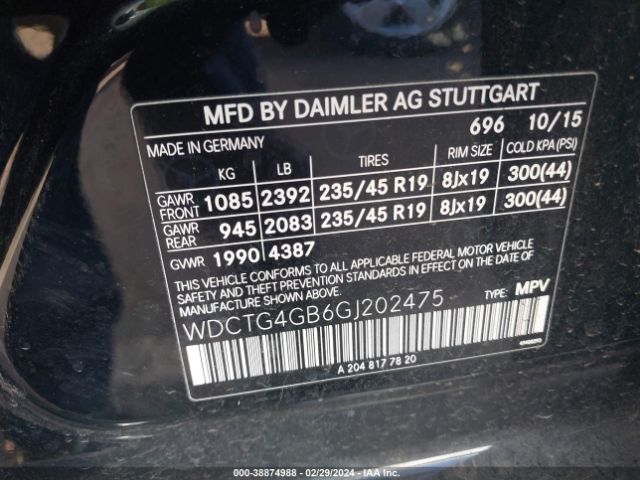 MFD BY DAIMLER AG STUTTGART
696 10/15
MADE IN GERMANY
KG LB TIRES RIM SIZE COLD KPA (PSI)
GAWR FRONT 1085 2392 235/45 R19 8Jx19 300(44)
GAWR REAR 945 2083 235/45 R19 8Jx19 300(44)
GVWR 1990 4387
THIS VEHICLE CONFORMS TO ALL APPLICABLE FEDERAL MOTOR VEHICLE
SAFETY AND THEFT PREVENTION STANDARDS IN EFFECT ON
THE DATE OF MANUFACTURE SHOWN ABOVE.
WDCTG4GB6GJ202475 TYPE: MPV
A 204 817 78 20
000-38874988 - 02/29/2024 - IAAI.COM